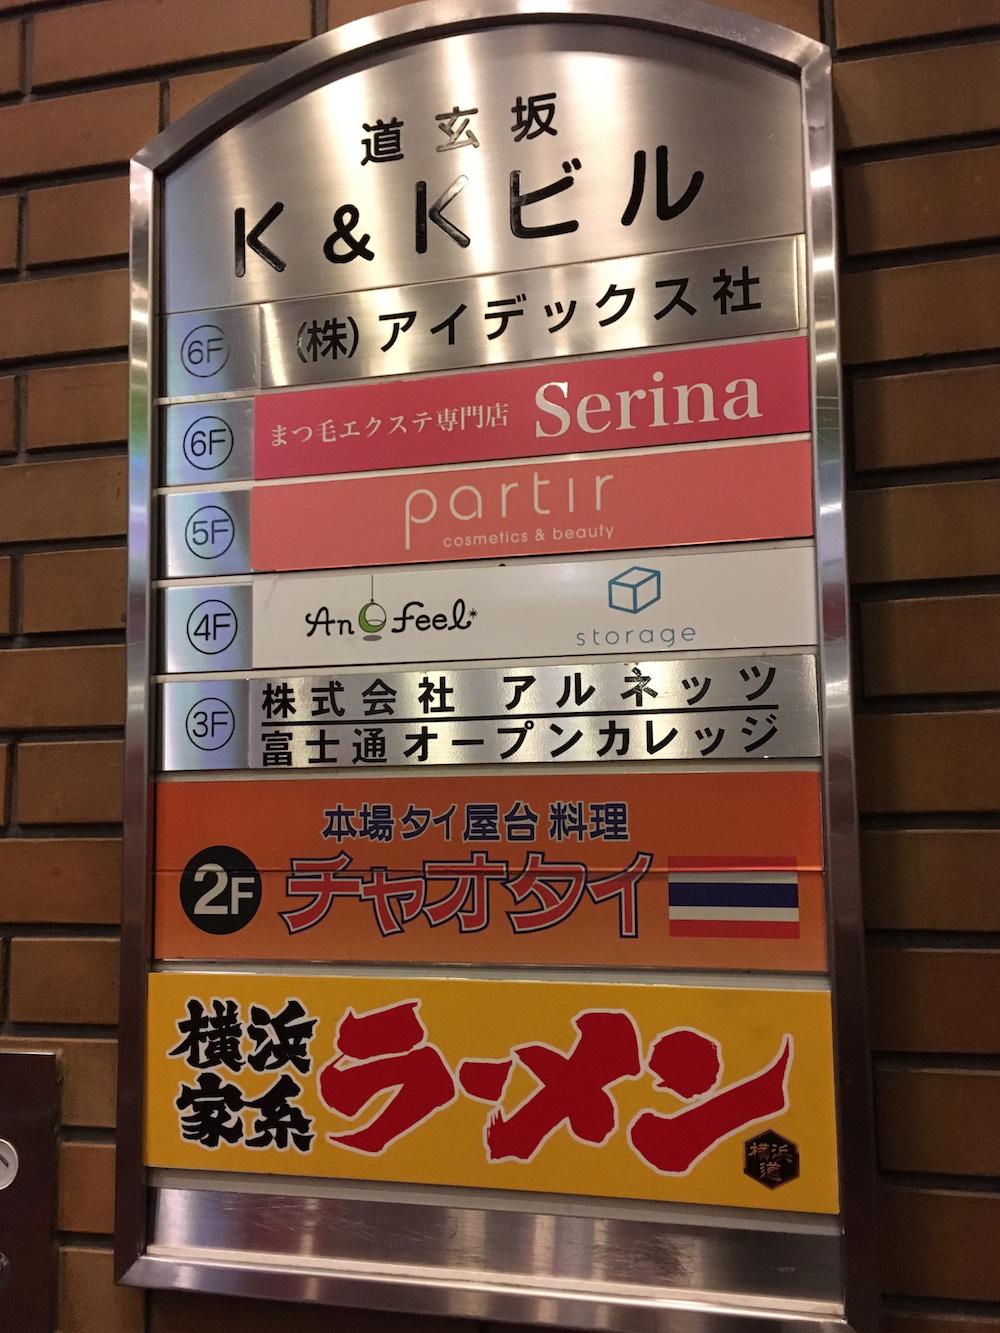 道玄坂
K&Kビル
6F (株)アイデックス社
6F まつ毛エクステ専門店 Serina
5F partir
cosmetics & beauty
4F An feel* storage
3F 株式会社 アルネッツ
富士通オープンカレッジ
本場タイ屋台料理
2F チャオタイ
横浜
家系
ラーメン
横浜
道